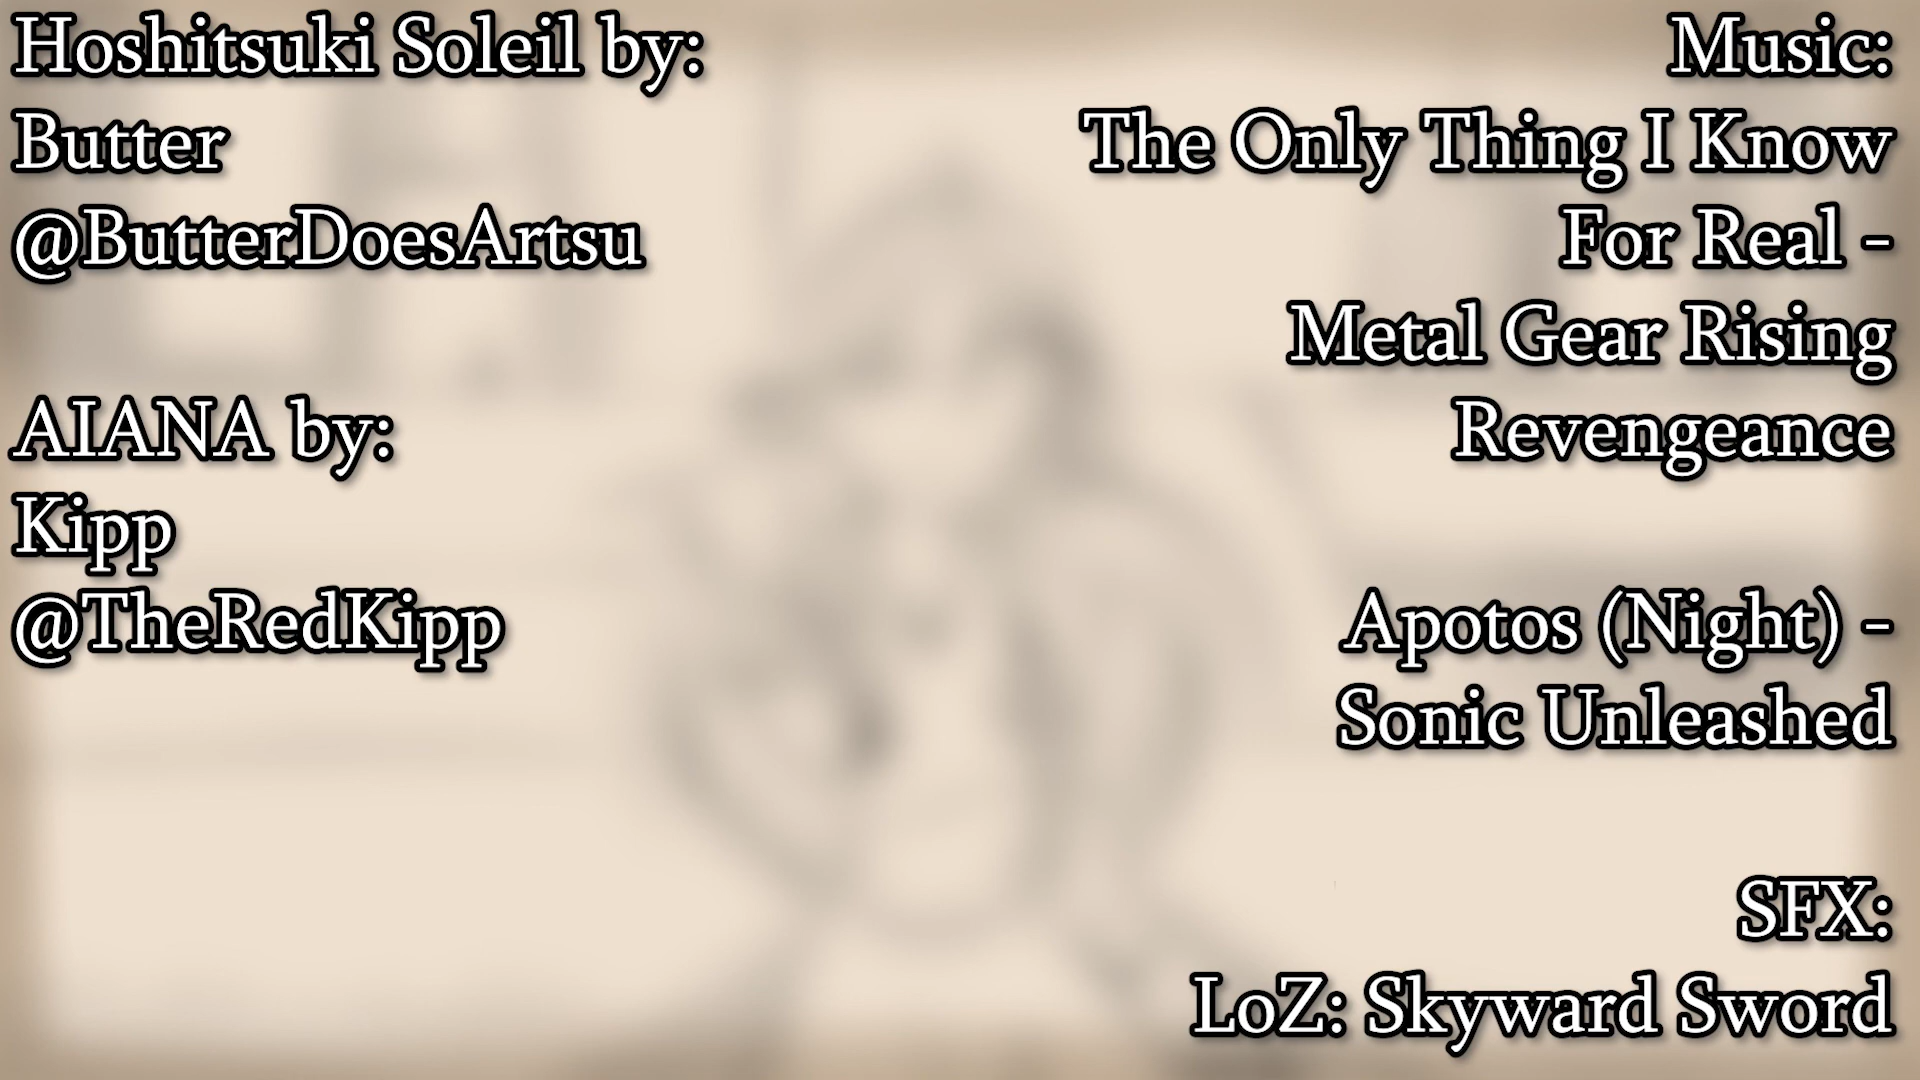 Hoshitsuki Soleil by:
Butter
@ButterDoesArtsu
AIANA by:
Kipp
@TheRedKipp
Music:
The Only Thing I Know
For Real -
Metal Gear Rising
Revengeance
Apotos (Night) -
Sonic Unleashed
SFX:
LoZ: Skyward Sword